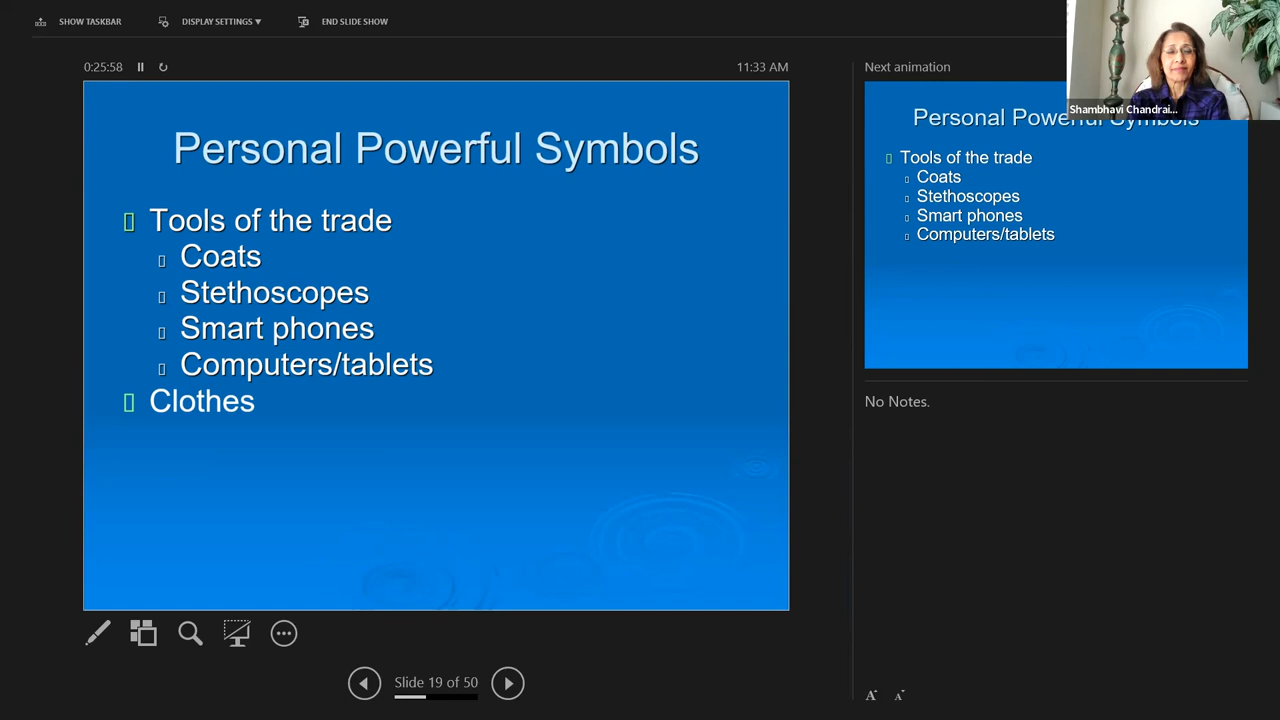 SHOW TASKBAR
DISPLAY SETTINGS ▼
END SLIDE SHOW
0:25:58
11:33 AM
Personal Powerful Symbols
Tools of the trade
Coats
Stethoscopes
Smart phones
Computers/tablets
Clothes
Slide 19 of 50
Next animation
Shambhavi Chandrai...
Personal Powerful Symbols
Tools of the trade
Coats
Stethoscopes
Smart phones
Computers/tablets
No Notes.
A A